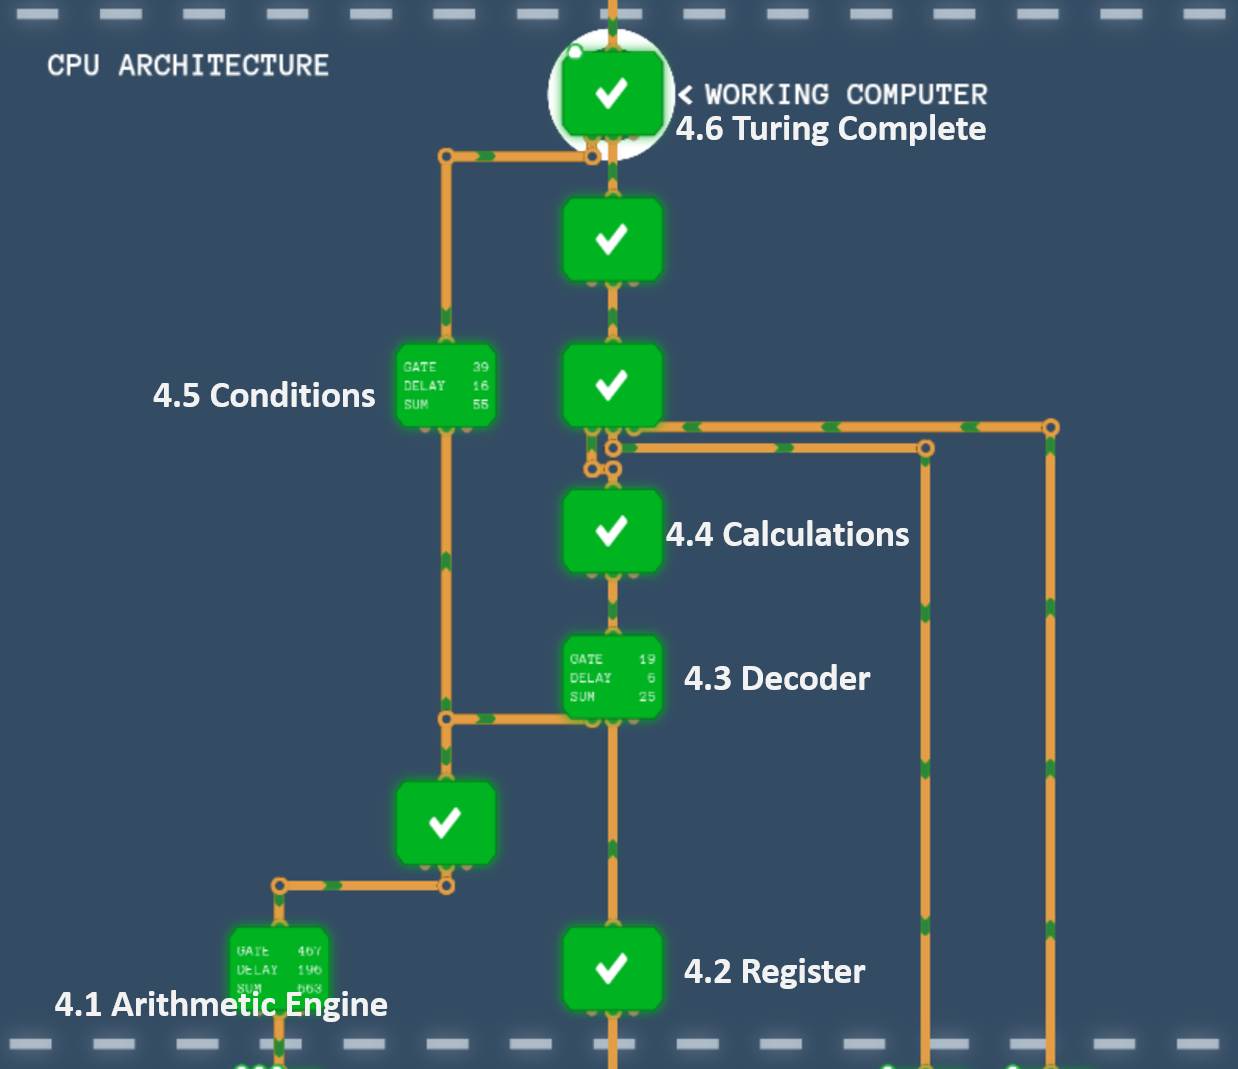 CPU ARCHITECTURE
< WORKING COMPUTER
4.6 Turing Complete
GATE 39
DELAY 16
SUM 55
4.5 Conditions
4.4 Calculations
GATE 19
DELAY 6
SUM 25
4.3 Decoder
GATE 467
DELAY 196
SUM 663
4.1 Arithmetic Engine
4.2 Register